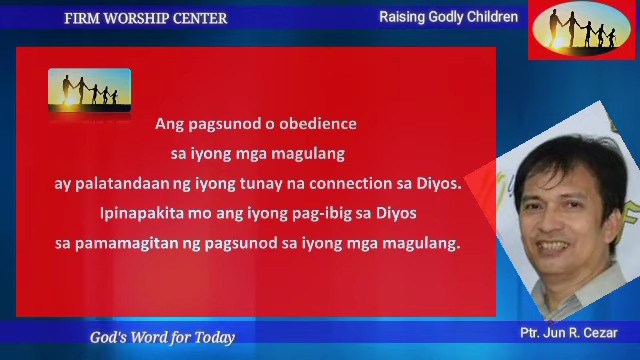 FIRM WORSHIP CENTER
Raising Godly Children
Ang pagsunod o obedience
sa iyong mga magulang
ay palatandaan ng iyong tunay na connection sa Diyos.
Ipinapakita mo ang iyong pag-ibig sa Diyos
sa pamamagitan ng pagsunod sa iyong mga magulang.
God's Word for Today
Ptr. Jun R. Cezar